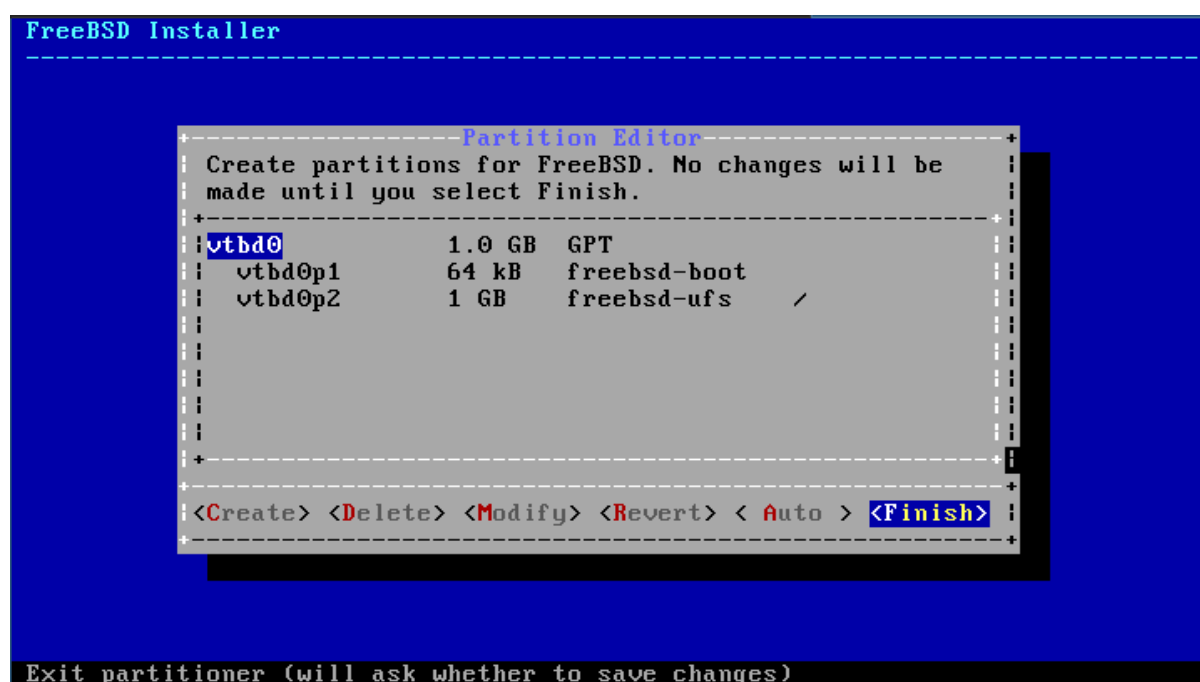 FreeBSD Installer
Partition Editor
Create partitions for FreeBSD. No changes will be
made until you select Finish.
vtbd0 1.0 GB GPT
vtbd0p1 64 kB freebsd-boot
vtbd0p2 1 GB freebsd-ufs /
<Create> <Delete> <Modify> <Revert> < Auto > <Finish>
Exit partitioner (will ask whether to save changes)